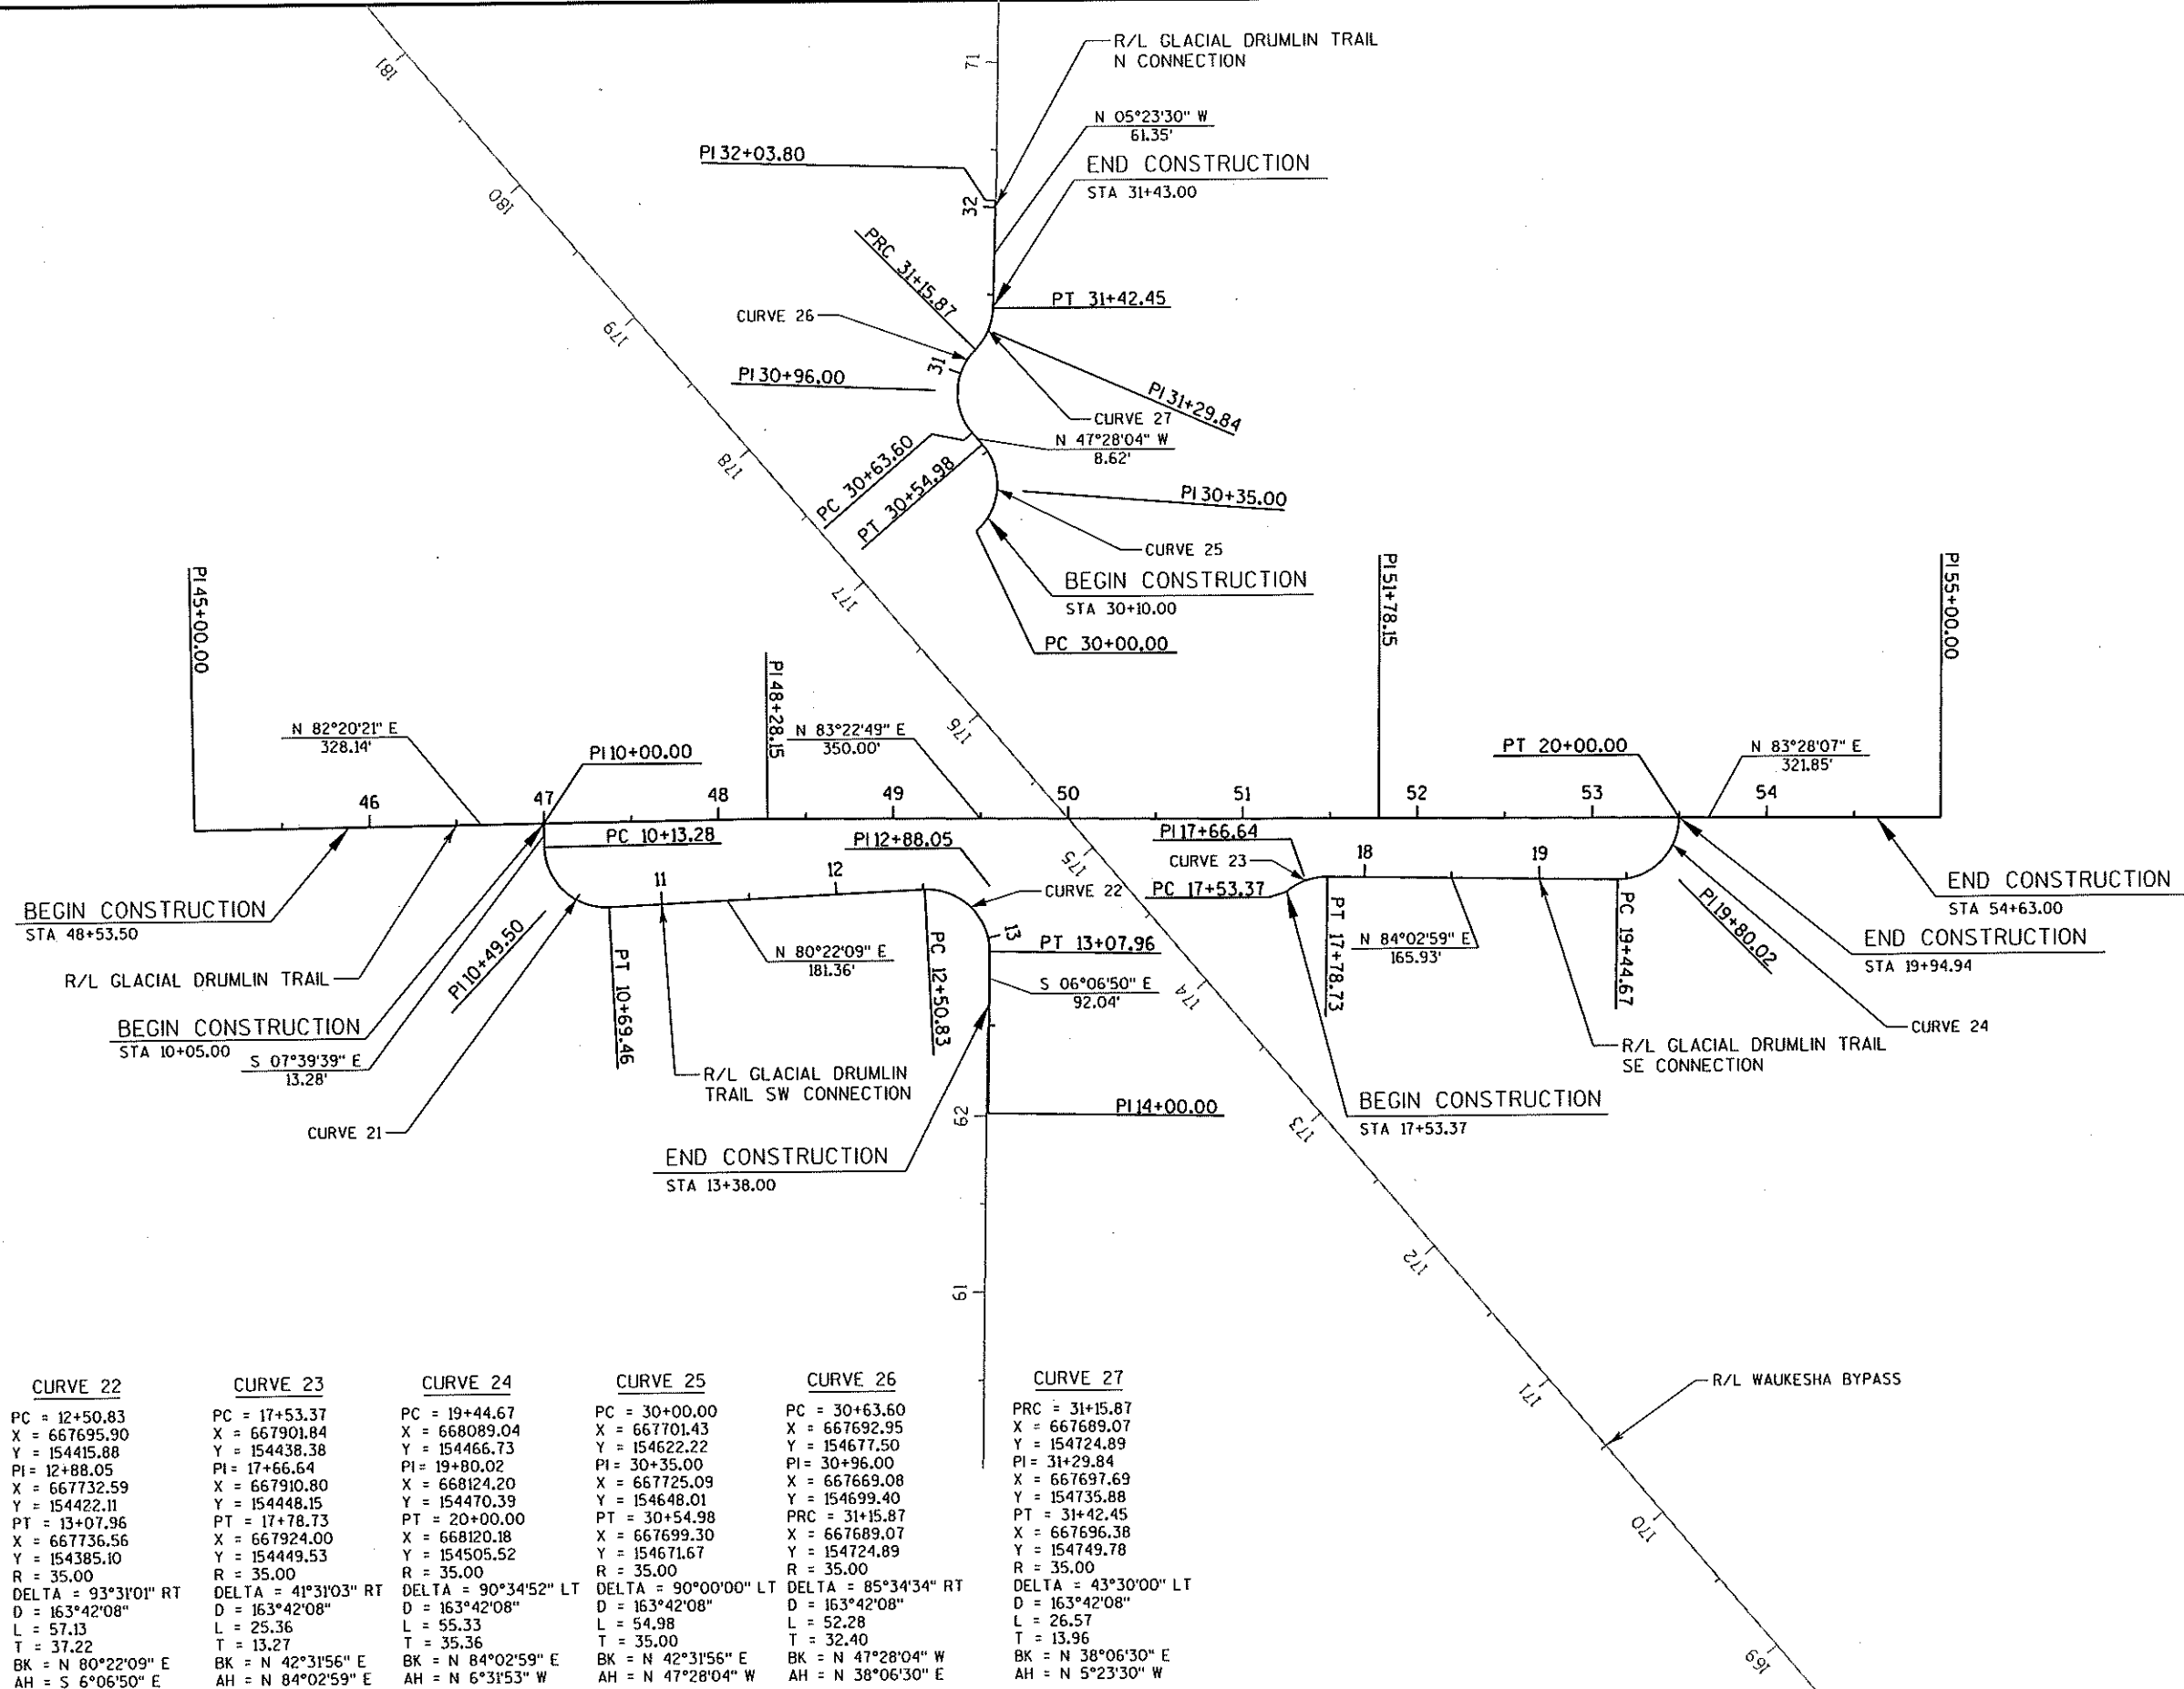 181
71
R/L GLACIAL DRUMLIN TRAIL
N CONNECTION
N 05°23'30" W
61.35'
PI 32+03.80
END CONSTRUCTION
STA 31+43.00
180
32
PRC 31+15.87
PT 31+42.45
CURVE 26
179
31
PI 30+96.00
PI 31+29.84
CURVE 27
N 47°28'04" W
8.62'
178
PC 30+63.60
PT 30+54.98
PI 30+35.00
CURVE 25
BEGIN CONSTRUCTION
STA 30+10.00
177
PC 30+00.00
PI 45+00.00
PI 48+28.15
PI 51+78.15
PI 55+00.00
176
N 82°20'21" E
328.14'
PI 10+00.00
N 83°22'49" E
350.00'
PT 20+00.00
N 83°28'07" E
321.85'
46
47
48
49
50
51
52
53
54
PC 10+13.28
PI 12+88.05
PI 17+66.64
175
CURVE 23
18
19
11
12
CURVE 22
PC 17+53.37
BEGIN CONSTRUCTION
STA 48+53.50
END CONSTRUCTION
STA 54+63.00
R/L GLACIAL DRUMLIN TRAIL
PI 10+49.50
PT 10+69.46
N 80°22'09" E
181.36'
PC 12+50.83
13
PT 13+07.96
S 06°06'50" E
92.04'
174
PT 17+78.73
N 84°02'59" E
165.93'
PC 19+44.67
PI 19+80.02
END CONSTRUCTION
STA 19+94.94
CURVE 24
BEGIN CONSTRUCTION
STA 10+05.00
S 07°39'39" E
13.28'
R/L GLACIAL DRUMLIN
TRAIL SW CONNECTION
R/L GLACIAL DRUMLIN TRAIL
SE CONNECTION
CURVE 21
62
PI 14+00.00
173
BEGIN CONSTRUCTION
STA 17+53.37
END CONSTRUCTION
STA 13+38.00
172
61
171
R/L WAUKESHA BYPASS
170
169
CURVE 22
PC = 12+50.83
X = 667695.90
Y = 154415.88
PI = 12+88.05
X = 667732.59
Y = 154422.11
PT = 13+07.96
X = 667736.56
Y = 154385.10
R = 35.00
DELTA = 93°31'01" RT
D = 163°42'08"
L = 57.13
T = 37.22
BK = N 80°22'09" E
AH = S 6°06'50" E
CURVE 23
PC = 17+53.37
X = 667901.84
Y = 154438.38
PI = 17+66.64
X = 667910.80
Y = 154448.15
PT = 17+78.73
X = 667924.00
Y = 154449.53
R = 35.00
DELTA = 41°31'03" RT
D = 163°42'08"
L = 25.36
T = 13.27
BK = N 42°31'56" E
AH = N 84°02'59" E
CURVE 24
PC = 19+44.67
X = 668089.04
Y = 154466.73
PI = 19+80.02
X = 668124.20
Y = 154470.39
PT = 20+00.00
X = 668120.18
Y = 154505.52
R = 35.00
DELTA = 90°34'52" LT
D = 163°42'08"
L = 55.33
T = 35.36
BK = N 84°02'59" E
AH = N 6°31'53" W
CURVE 25
PC = 30+00.00
X = 667701.43
Y = 154622.22
PI = 30+35.00
X = 667725.09
Y = 154648.01
PT = 30+54.98
X = 667699.30
Y = 154671.67
R = 35.00
DELTA = 90°00'00" LT
D = 163°42'08"
L = 54.98
T = 35.00
BK = N 42°31'56" E
AH = N 47°28'04" W
CURVE 26
PC = 30+63.60
X = 667692.95
Y = 154677.50
PI = 30+96.00
X = 667669.08
Y = 154699.40
PRC = 31+15.87
X = 667689.07
Y = 154724.89
R = 35.00
DELTA = 85°34'34" RT
D = 163°42'08"
L = 52.28
T = 32.40
BK = N 47°28'04" W
AH = N 38°06'30" E
CURVE 27
PRC = 31+15.87
X = 667689.07
Y = 154724.89
PI = 31+29.84
X = 667697.69
Y = 154735.88
PT = 31+42.45
X = 667696.38
Y = 154749.78
R = 35.00
DELTA = 43°30'00" LT
D = 163°42'08"
L = 26.57
T = 13.96
BK = N 38°06'30" E
AH = N 5°23'30" W